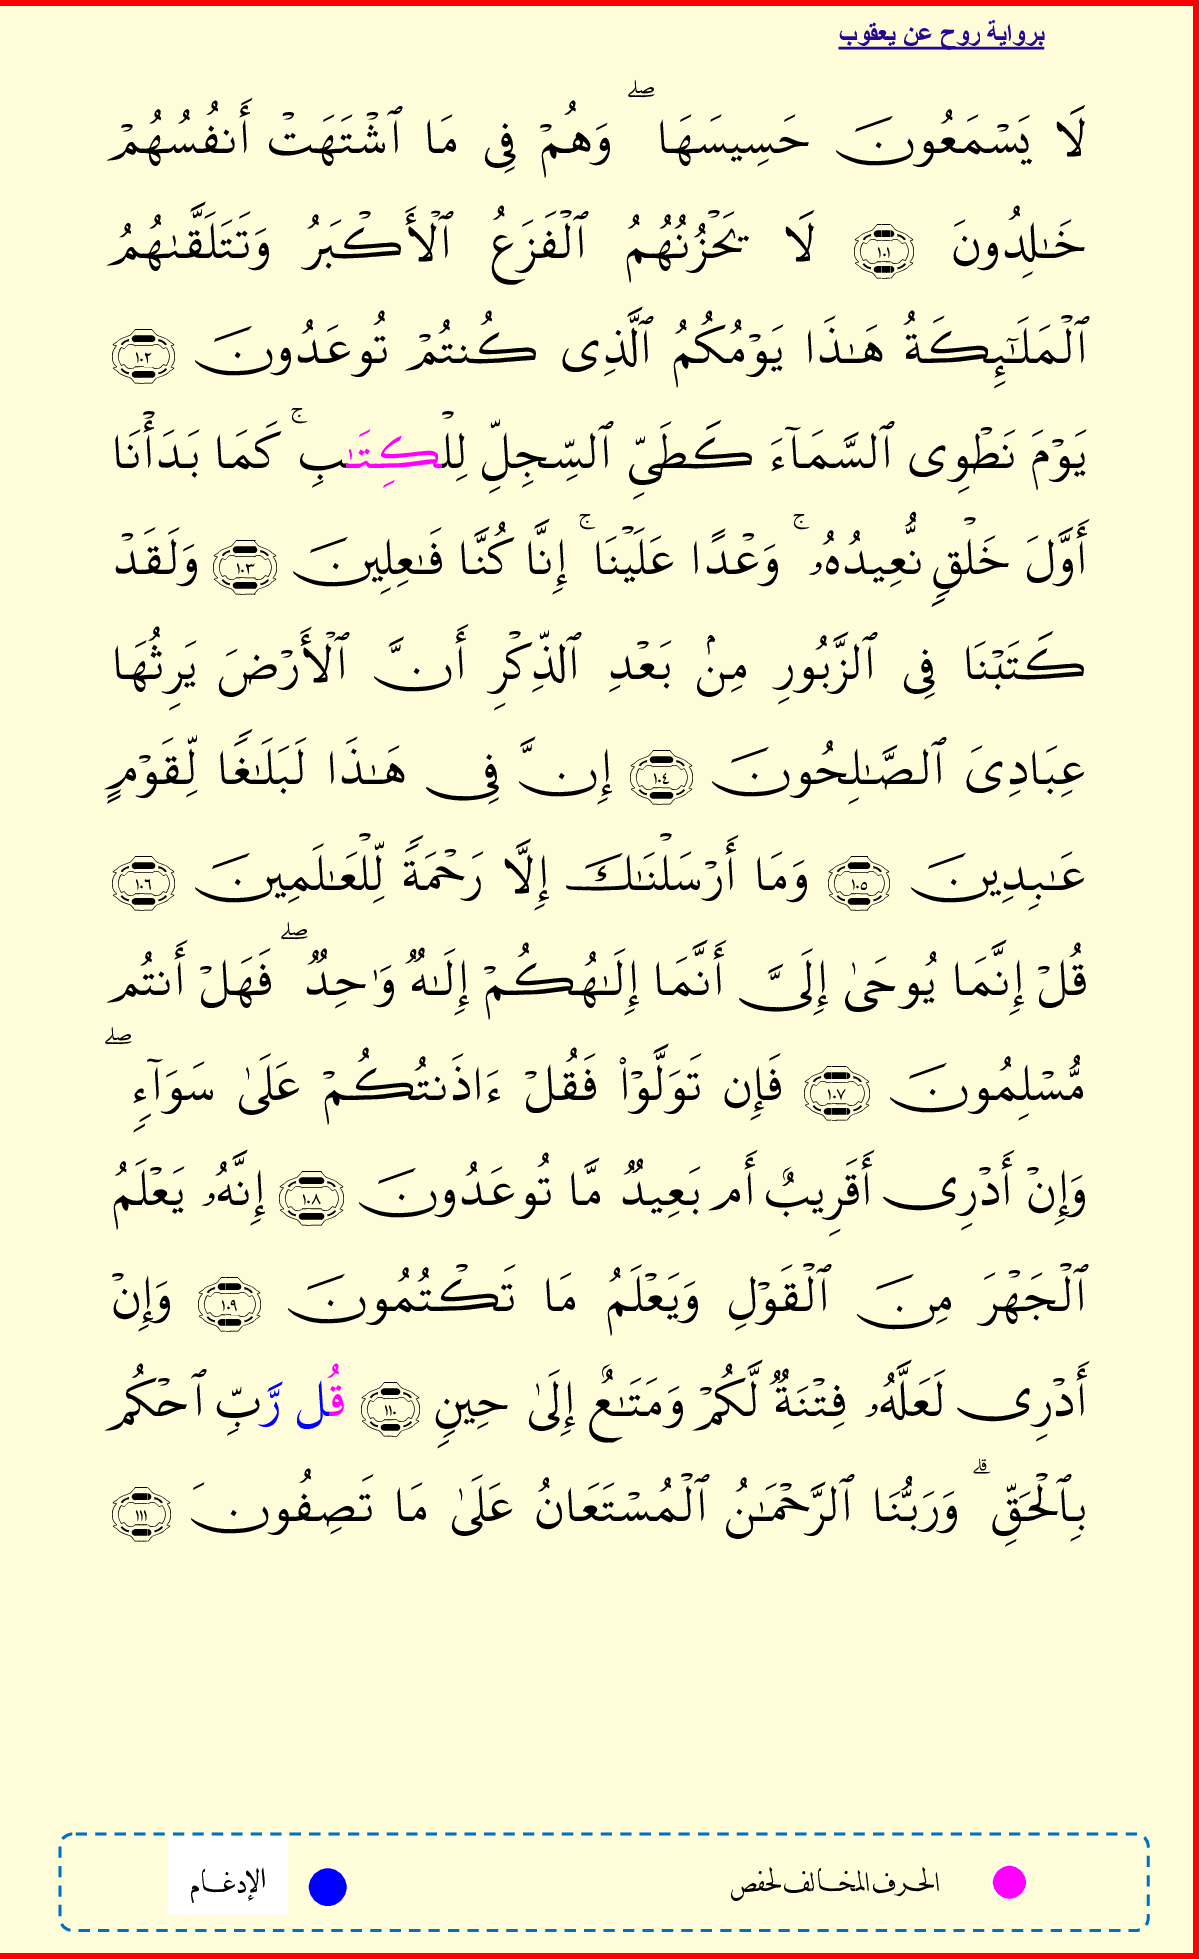 برواية روح عن يعقوب
لَا يَسْمَعُونَ حَسِيسَهَا ۖ وَهُمْ فِى مَا ٱشْتَهَتْ أَنفُسُهُمْ
خَـٰلِدُونَ ١٠١ لَا يَحْزُنُهُمُ ٱلْفَزَعُ ٱلْأَكْبَرُ وَتَتَلَقَّىٰهُمُ
ٱلْمَلَـٰٓئِكَةُ هَـٰذَا يَوْمُكُمُ ٱلَّذِى كُنتُمْ تُوعَدُونَ ١٠٢
يَوْمَ نَطْوِى ٱلسَّمَآءَ كَطَىِّ ٱلسِّجِلِّ لِلْكِتَـٰبِ ۚ كَمَا بَدَأْنَا
أَوَّلَ خَلْقٍ نُّعِيدُهُۥ ۚ وَعْدًا عَلَيْنَا ۚ إِنَّا كُنَّا فَـٰعِلِينَ ١٠٣ وَلَقَدْ
كَتَبْنَا فِى ٱلزَّبُورِ مِنۢ بَعْدِ ٱلذِّكْرِ أَنَّ ٱلْأَرْضَ يَرِثُهَا
عِبَادِىَ ٱلصَّـٰلِحُونَ ١٠٤ إِنَّ فِى هَـٰذَا لَبَلَـٰغًا لِّقَوْمٍ
عَـٰبِدِينَ ١٠٥ وَمَا أَرْسَلْنَـٰكَ إِلَّا رَحْمَةً لِّلْعَـٰلَمِينَ ١٠٦
قُلْ إِنَّمَا يُوحَىٰ إِلَىَّ أَنَّمَا إِلَـٰهُكُمْ إِلَـٰهٌ وَٰحِدٌ ۖ فَهَلْ أَنتُم
مُّسْلِمُونَ ١٠٧ فَإِن تَوَلَّوْا۟ فَقُلْ ءَاذَنتُكُمْ عَلَىٰ سَوَآءٍ ۖ
وَإِنْ أَدْرِى أَقَرِيبٌ أَم بَعِيدٌ مَّا تُوعَدُونَ ١٠٨ إِنَّهُۥ يَعْلَمُ
ٱلْجَهْرَ مِنَ ٱلْقَوْلِ وَيَعْلَمُ مَا تَكْتُمُونَ ١٠٩ وَإِنْ
أَدْرِى لَعَلَّهُۥ فِتْنَةٌ لَّكُمْ وَمَتَـٰعٌ إِلَىٰ حِينٍ ١١٠ قُل رَّبِّ ٱحْكُم
بِٱلْحَقِّ ۗ وَرَبُّنَا ٱلرَّحْمَـٰنُ ٱلْمُسْتَعَانُ عَلَىٰ مَا تَصِفُونَ ١١١
الحرف المخالف لحفص
الإدغام